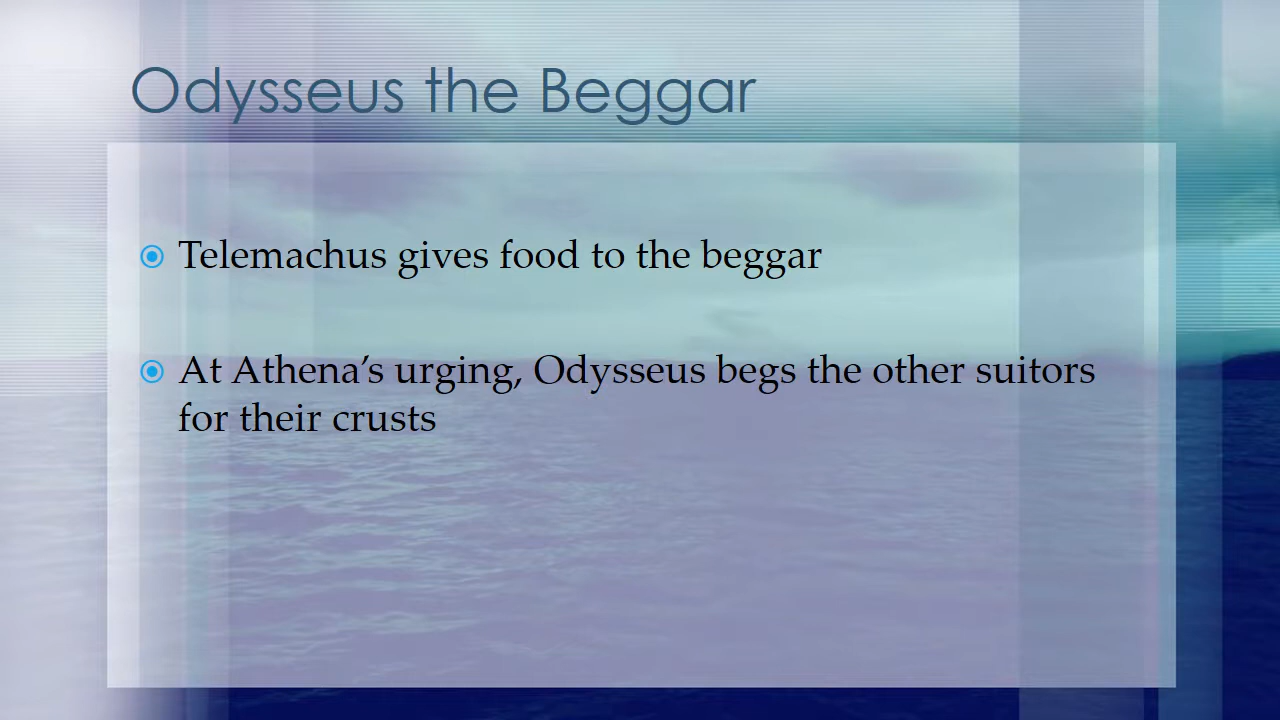 Odysseus the Beggar
Telemachus gives food to the beggar
At Athena’s urging, Odysseus begs the other suitors
for their crusts